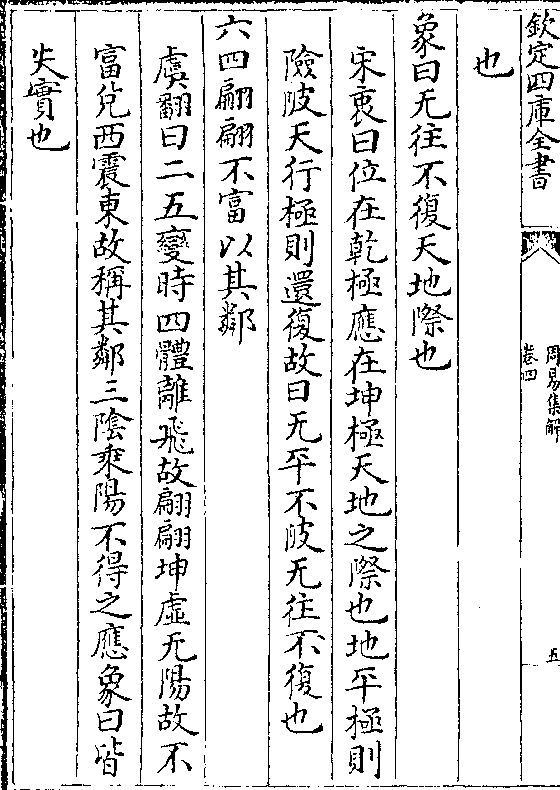 欽定四庫全書
周易集解
卷四
五
也
象曰无往不復天地際也
宋衷曰位在乾極應在坤極天地之際也地平極則
險陂天行極則還復故曰无平不陂无往不復也
六四翩翩不富以其鄰
虞翻曰二五變時四體離飛故翩翩坤虛无陽故不
富兌西震東故稱其鄰三陰乘陽不得之應象曰皆
失實也